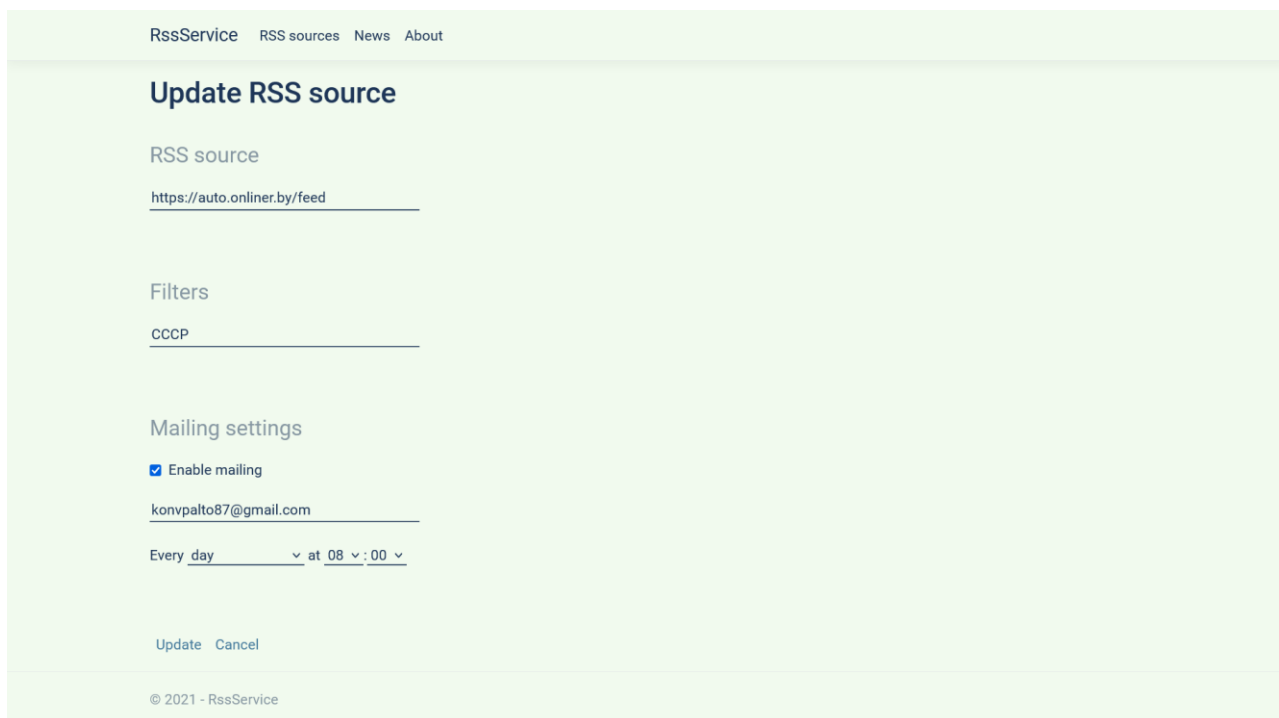 RssService RSS sources News About
Update RSS source
RSS source
https://auto.onliner.by/feed
Filters
СССР
Mailing settings
Enable mailing
konvpalto87@gmail.com
Every day at 08 : 00
Update Cancel
© 2021 - RssService